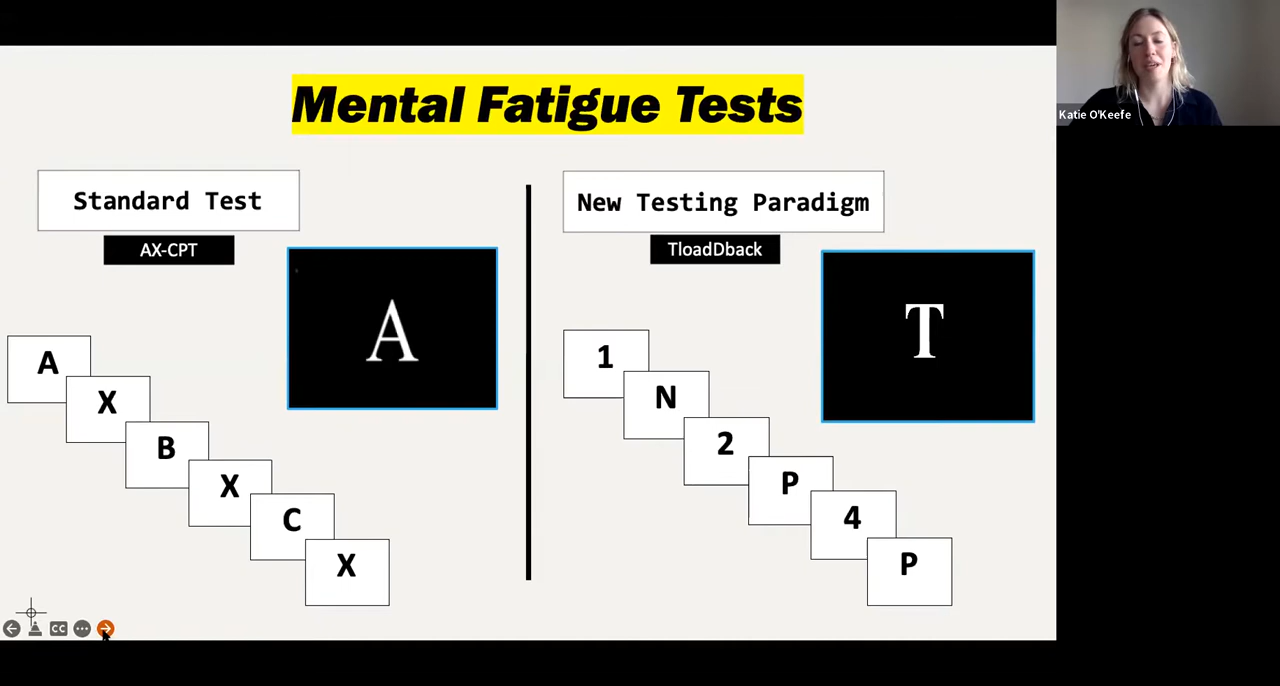 Mental Fatigue Tests
Standard Test
AX-CPT
A
A
X
B
X
C
X
New Testing Paradigm
TloadDback
T
1
N
2
P
4
P
CC
Katie O'Keefe